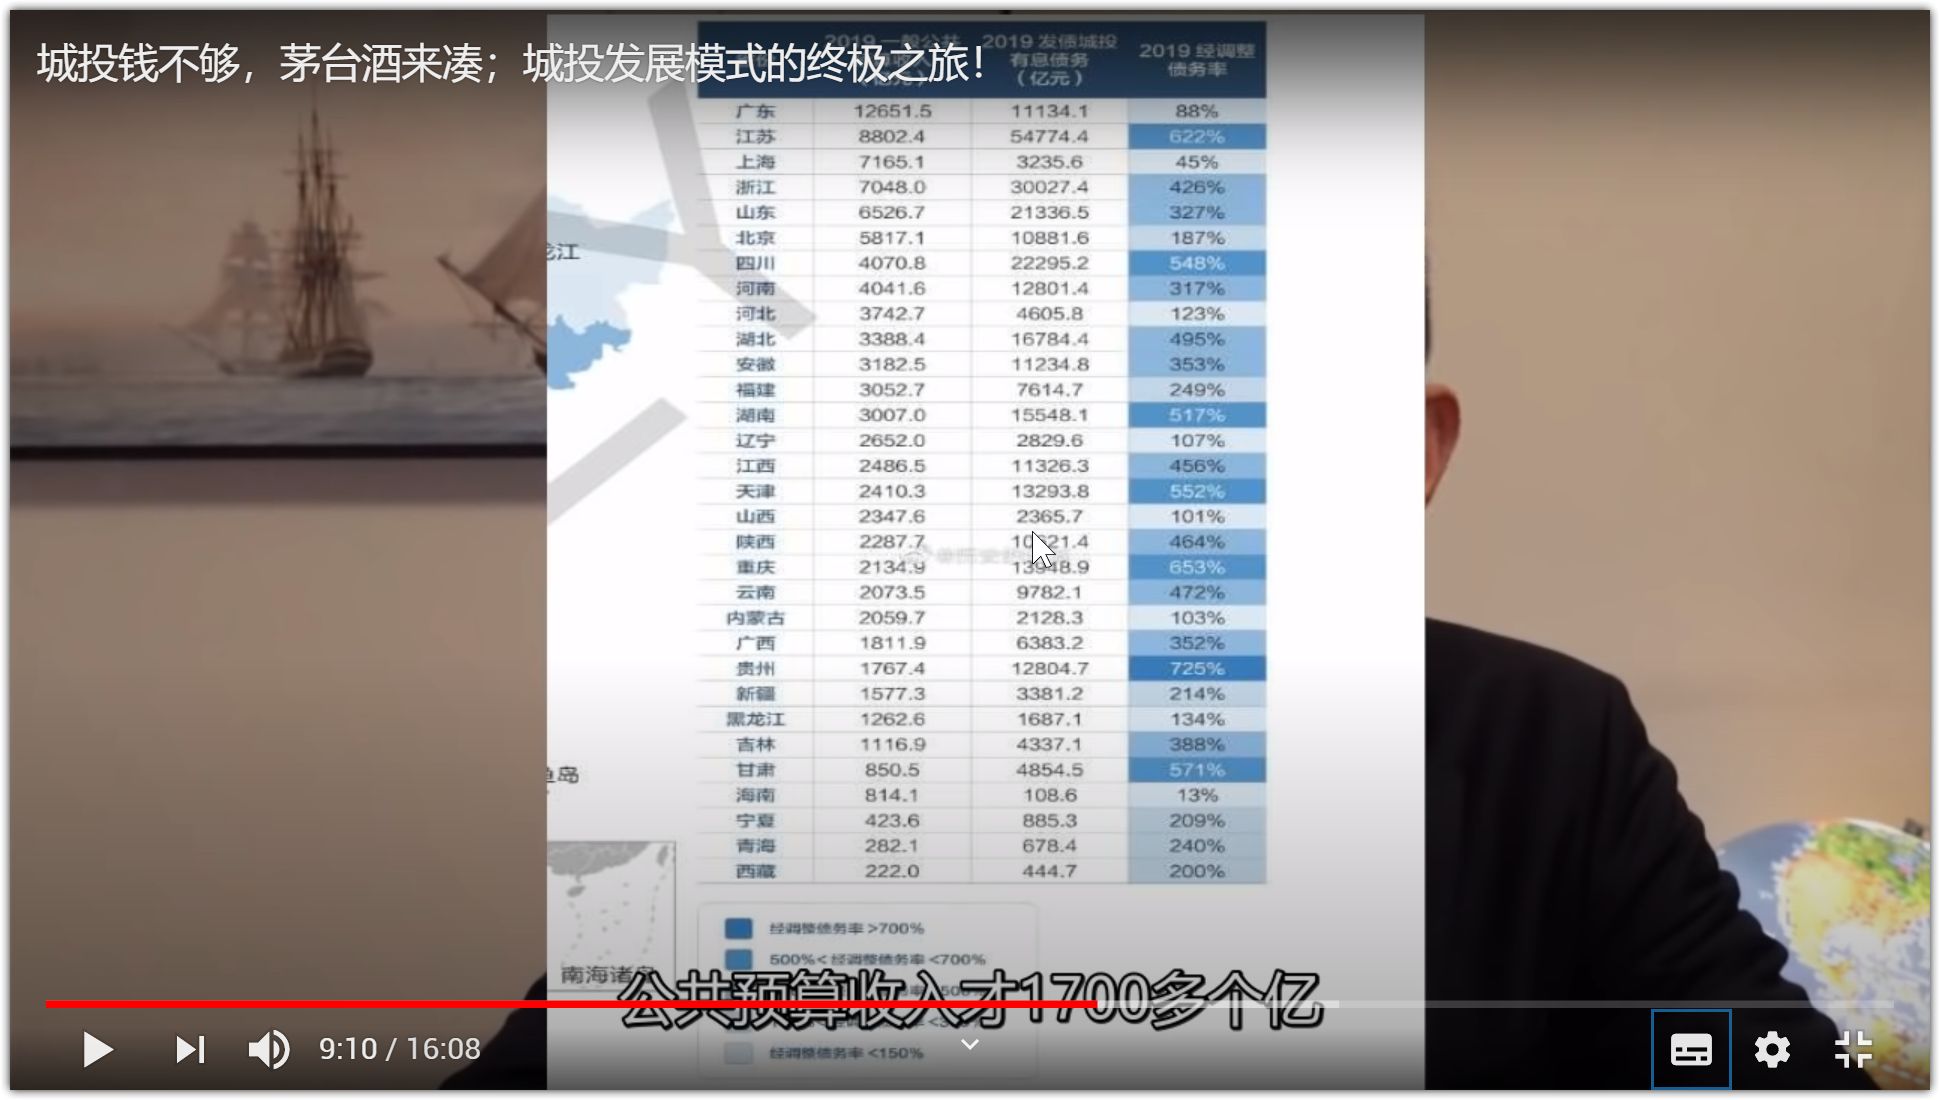 城投钱不够，茅台酒来凑；城投发展模式的终极之旅！
2019 一般公共 2019 发债城投 2019 经调整
有息债务 债务率
（亿元）
广东 12651.5 11134.1 88%
江苏 8802.4 54774.4 622%
上海 7165.1 3235.6 45%
浙江 7048.0 30027.4 426%
山东 6526.7 21336.5 327%
北京 5817.1 10881.6 187%
龙江
四川 4070.8 22295.2 548%
河南 4041.6 12801.4 317%
河北 3742.7 4605.8 123%
湖北 3388.4 16784.4 495%
安徽 3182.5 11234.8 353%
福建 3052.7 7614.7 249%
湖南 3007.0 15548.1 517%
辽宁 2652.0 2829.6 107%
江西 2486.5 11326.3 456%
天津 2410.3 13293.8 552%
山西 2347.6 2365.7 101%
陕西 2287.7 464%
重庆 2134.9 13948.9 653%
云南 2073.5 9782.1 472%
内蒙古 2059.7 2128.3 103%
广西 1811.9 6383.2 352%
贵州 1767.4 12804.7 725%
新疆 1577.3 3381.2 214%
黑龙江 1262.6 1687.1 134%
吉林 1116.9 4337.1 388%
甘肃 850.5 4854.5 571%
鱼岛
海南 814.1 108.6 13%
宁夏 423.6 885.3 209%
青海 282.1 678.4 240%
西藏 222.0 444.7 200%
经调整债务率 >700%
500%< 经调整债务率 <700%
南海诸岛
公共预算收入才1700多个亿
经调整债务率 <150%
9:10 / 16:08